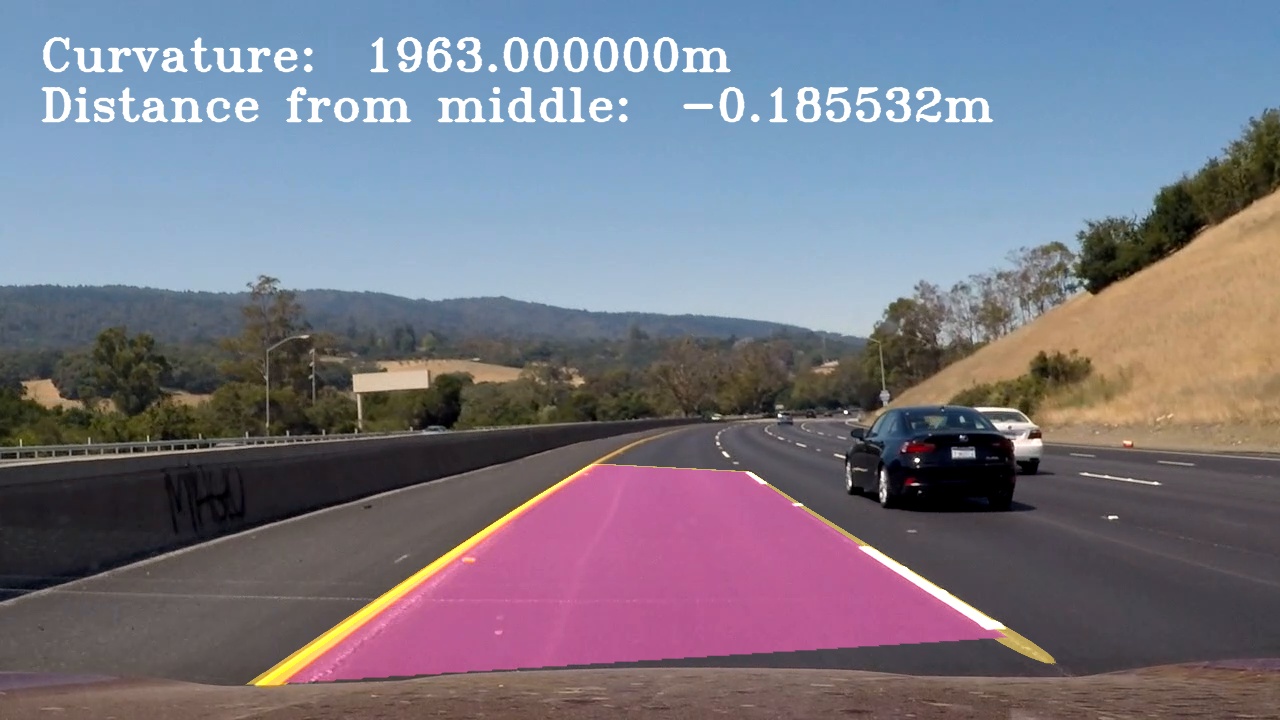 Curvature:  1963.000000m
Distance from middle:  -0.185532m